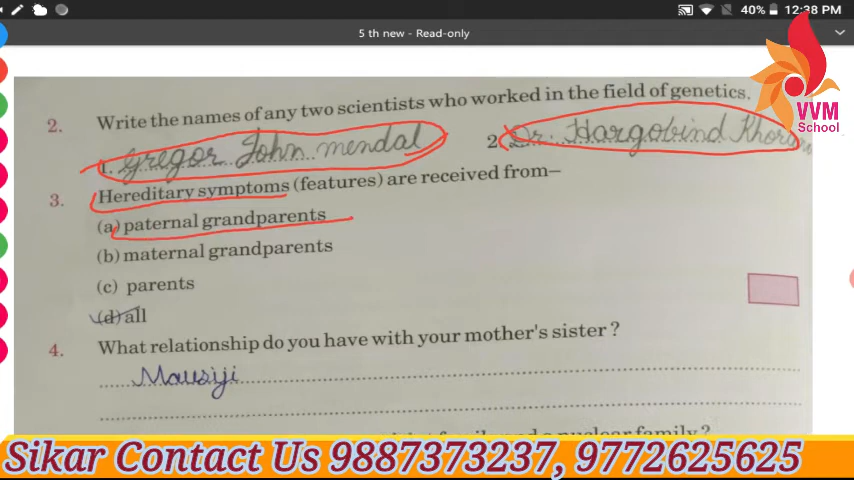 40% 12:38 PM
5 th new - Read-only
VVM
School
2. Write the names of any two scientists who worked in the field of genetics.
1. Gregor John mendal 2. Dr. Hargobind Khorana
3. Hereditary symptoms (features) are received from–
(a) paternal grandparents
(b) maternal grandparents
(c) parents
(d) all
4. What relationship do you have with your mother's sister ?
Mausiji
nuclear family?
Sikar Contact Us 9887373237, 9772625625